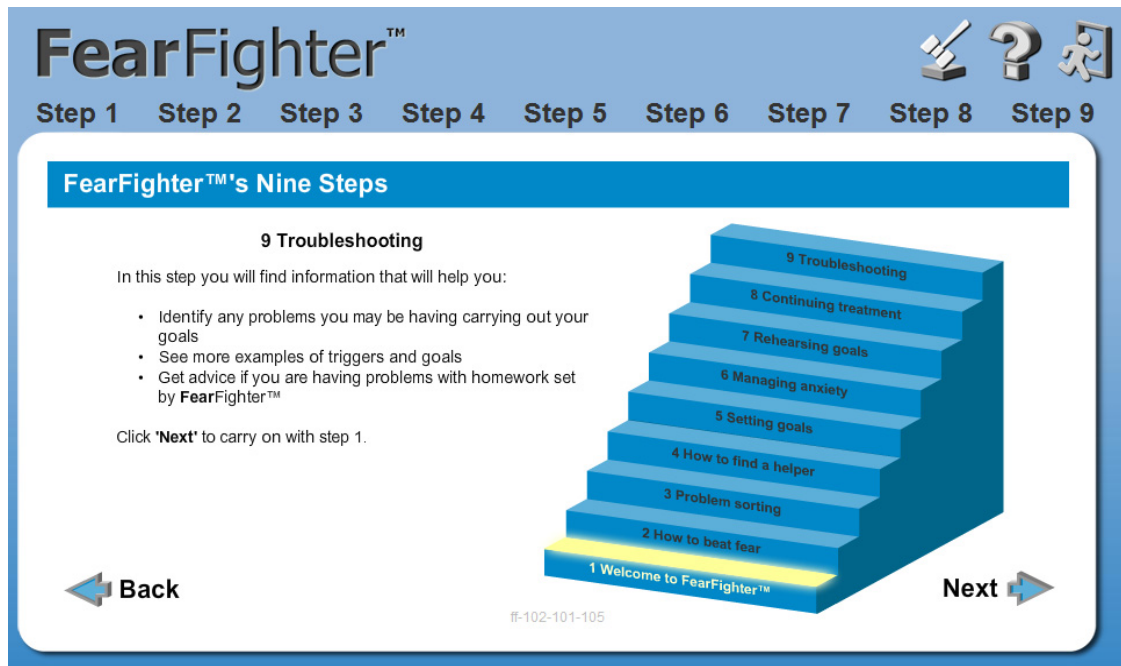 FearFighter™
Step 1 Step 2 Step 3 Step 4 Step 5 Step 6 Step 7 Step 8 Step 9
FearFighter™'s Nine Steps
9 Troubleshooting
In this step you will find information that will help you:
• Identify any problems you may be having carrying out your
goals
• See more examples of triggers and goals
• Get advice if you are having problems with homework set
by FearFighter™
Click 'Next' to carry on with step 1.
9 Troubleshooting
8 Continuing treatment
7 Rehearsing goals
6 Managing anxiety
5 Setting goals
4 How to find a helper
3 Problem sorting
2 How to beat fear
1 Welcome to FearFighter™
Back
Next
ff-102-101-105